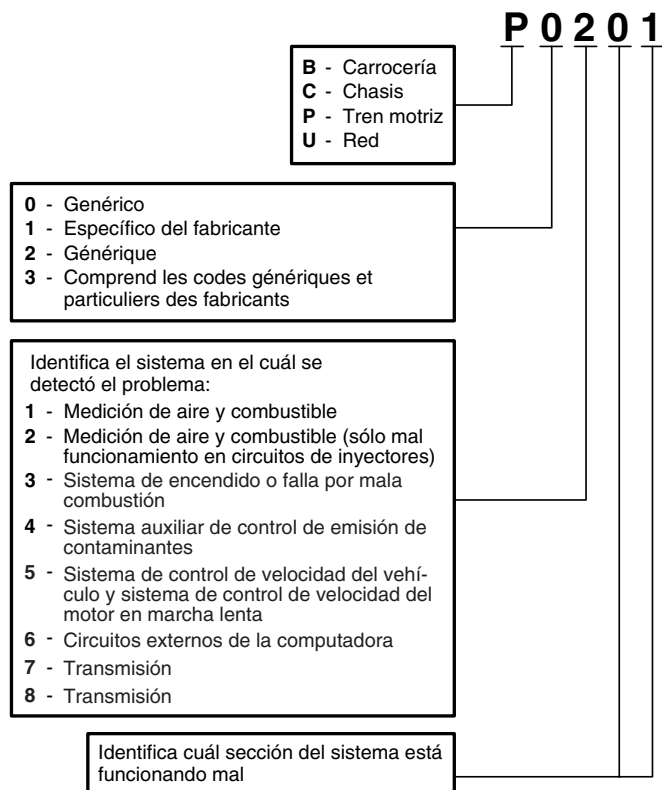 P 0 2 0 1
B - Carrocería
C - Chasis
P - Tren motriz
U - Red
0 - Genérico
1 - Específico del fabricante
2 - Générique
3 - Comprend les codes génériques et
particuliers des fabricants
Identifica el sistema en el cuál se
detectó el problema:
1 - Medición de aire y combustible
2 - Medición de aire y combustible (sólo mal
funcionamiento en circuitos de inyectores)
3 - Sistema de encendido o falla por mala
combustión
4 - Sistema auxiliar de control de emisión de
contaminantes
5 - Sistema de control de velocidad del vehí-
culo y sistema de control de velocidad del
motor en marcha lenta
6 - Circuitos externos de la computadora
7 - Transmisión
8 - Transmisión
Identifica cuál sección del sistema está
funcionando mal